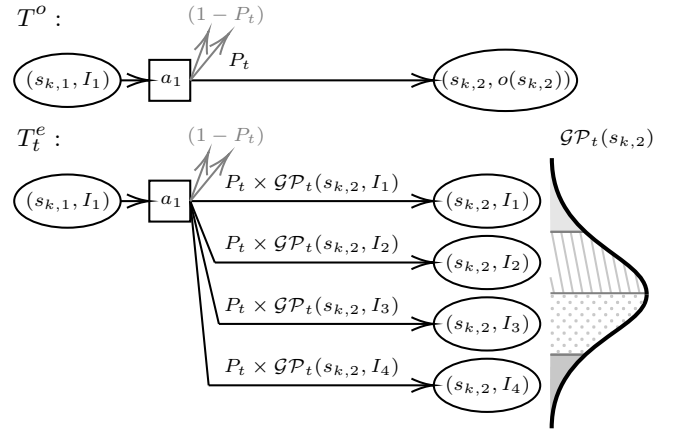 T^o :
(1 − P_t)
(s_{k,1}, I_1) a_1 P_t (s_{k,2}, o(s_{k,2}))
T_t^e :
(1 − P_t) 𝒢𝒫_t(s_{k,2})
(s_{k,1}, I_1) a_1 P_t × 𝒢𝒫_t(s_{k,2}, I_1) (s_{k,2}, I_1)
P_t × 𝒢𝒫_t(s_{k,2}, I_2) (s_{k,2}, I_2)
P_t × 𝒢𝒫_t(s_{k,2}, I_3) (s_{k,2}, I_3)
P_t × 𝒢𝒫_t(s_{k,2}, I_4) (s_{k,2}, I_4)